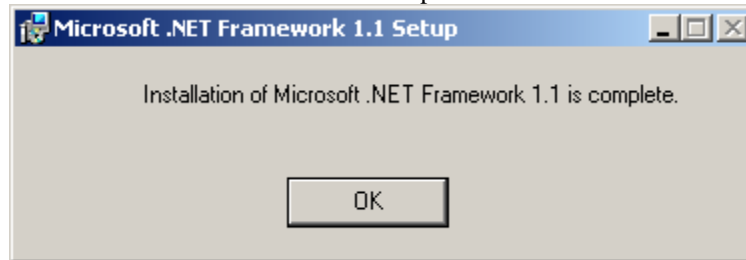 Microsoft .NET Framework 1.1 Setup
Installation of Microsoft .NET Framework 1.1 is complete.
OK